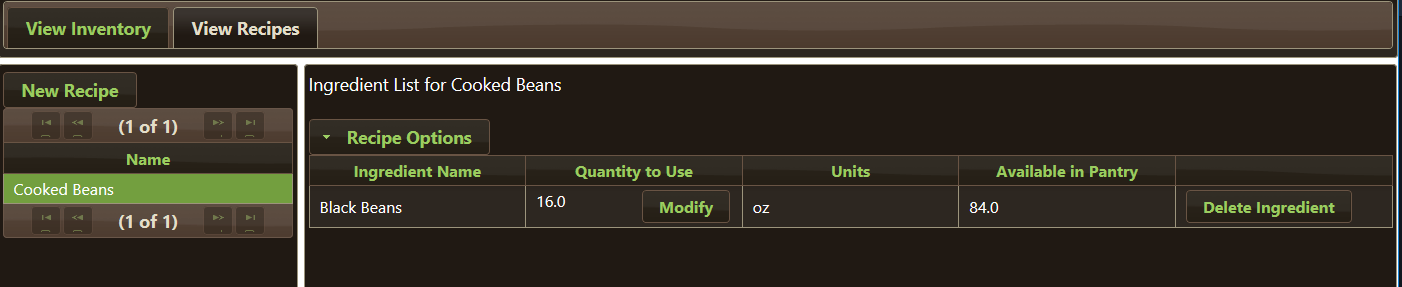 View Inventory View Recipes
New Recipe
(1 of 1)
Name
Cooked Beans
(1 of 1)
Ingredient List for Cooked Beans
Recipe Options
Ingredient Name Quantity to Use Units Available in Pantry
Black Beans 16.0 Modify oz 84.0 Delete Ingredient